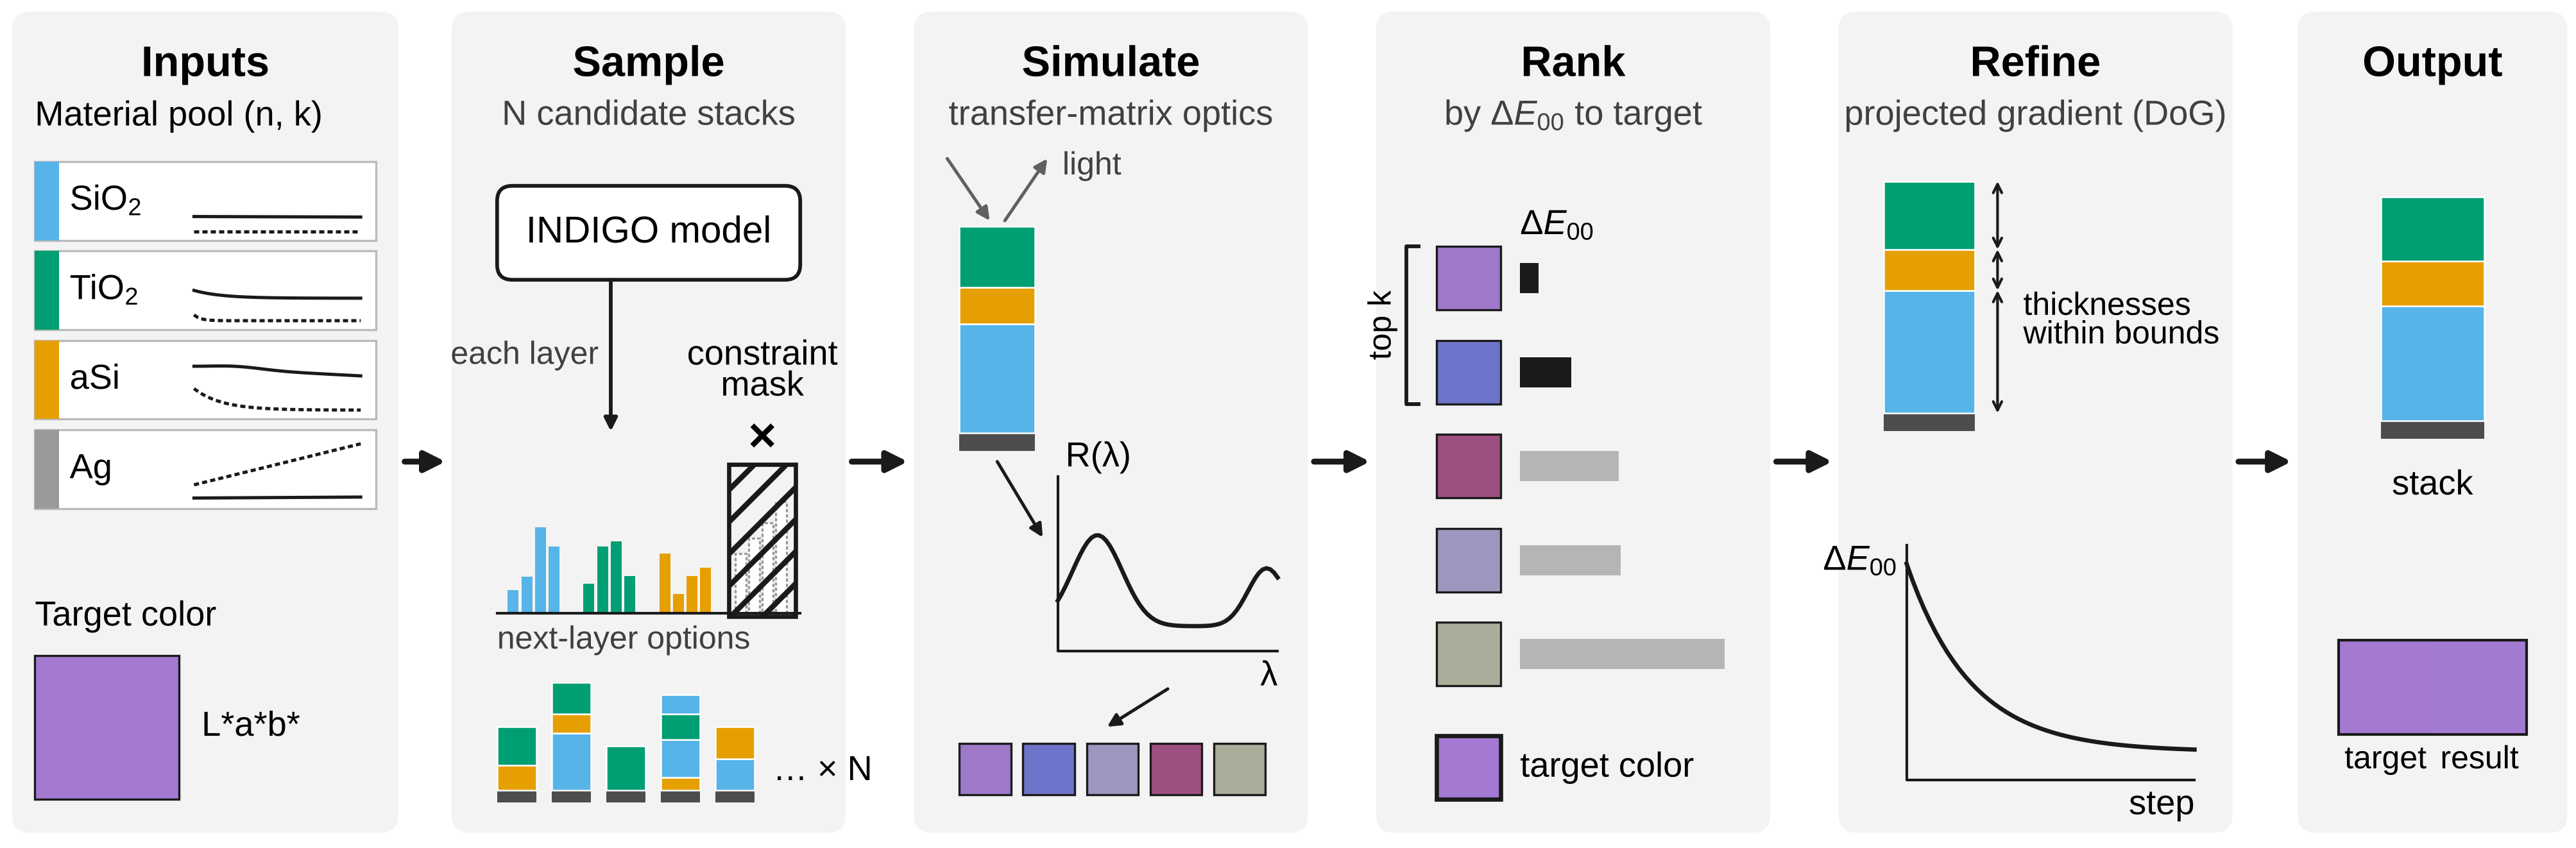 Inputs
Material pool (n, k)
SiO₂
TiO₂
aSi
Ag
Target color
L*a*b*
Sample
N candidate stacks
INDIGO model
each layer
constraint
mask
×
next-layer options
... × N
Simulate
transfer-matrix optics
light
R(λ)
λ
Rank
by ΔE₀₀ to target
ΔE₀₀
top k
target color
Refine
projected gradient (DoG)
thicknesses
within bounds
ΔE₀₀
step
Output
stack
target result